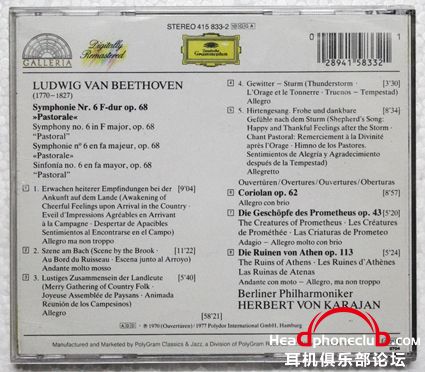 GALLERIA
Digitally
Remastered
STEREO 415 833-2
Deutsche
Grammophon
0
1
28941 58332
LUDWIG VAN BEETHOVEN
(1770–1827)
Symphonie Nr. 6 F-dur op. 68
»Pastorale«
Symphony no. 6 in F major, op. 68
“Pastoral”
Symphonie n° 6 en fa majeur, op. 68
«Pastorale»
Sinfonía no. 6 en fa mayor, op. 68
“Pastoral”
1. Erwachen heiterer Empfindungen bei der [9'04]
Ankunft auf dem Lande (Awakening of
Cheerful Feelings upon Arrival in the Country ·
Eveil d'Impressions Agréables en Arrivant
à la Campagne · Despertar de Apacibles
Sentimientos al Encontrarse en el Campo)
Allegro ma non troppo
2. Szene am Bach (Scene by the Brook · [11'22]
Au Bord du Ruisseau · Escena junto al Arroyo)
Andante molto mosso
3. Lustiges Zusammensein der Landleute [5'40]
(Merry Gathering of Country Folk ·
Joyeuse Assemblée de Paysans · Animada
Reunión de los Campesinos)
Allegro
[58'21]
4. Gewitter – Sturm (Thunderstorm · [3'30]
L'Orage et le Tonnerre · Truenos – Tempestad)
Allegro
5. Hirtengesang. Frohe und dankbare [8'34]
Gefühle nach dem Sturm (Shepherd's Song:
Happy and Thankful Feelings after the Storm ·
Chant Pastoral : Remerciement à la Divinité
après l'Orage · Himno de los Pastores.
Sentimientos de Alegría y Agradecimiento
después de la Tempestad)
Allegretto
Ouvertüren/Overtures/Ouvertures/Oberturas
6 Coriolan op. 62 [8'57]
Allegro con brio
7 Die Geschöpfe des Prometheus op. 43 [5'20]
The Creatures of Prometheus · Les Créatures
de Prométhée · Las Criaturas de Prometeo
Adagio – Allegro molto con brio
8 Die Ruinen von Athen op. 113 [5'24]
The Ruins of Athens · Les Ruines d'Athènes
Las Ruinas de Atenas
Andante con moto – Allegro, ma non troppo
Berliner Philharmoniker
HERBERT VON KARAJAN
ADD ℗ 1970 (Ouvertüren) / 1977 Polydor International GmbH, Hamburg
Manufactured and Marketed by PolyGram Classics & Jazz, a Division of PolyGram
Headphoneclub.com
耳机俱乐部论坛